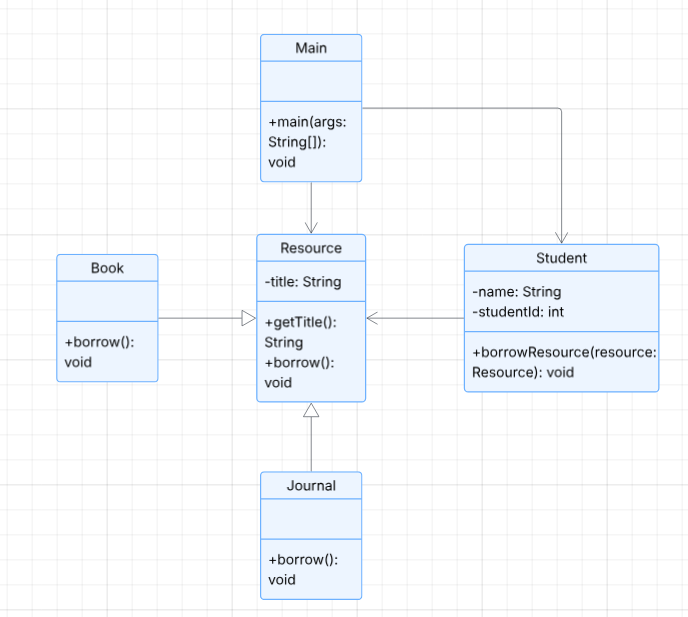 Main
+main(args:
String[]):
void
Resource
-title: String
+getTitle():
String
+borrow():
void
Book
+borrow():
void
Student
-name: String
-studentId: int
+borrowResource(resource:
Resource): void
Journal
+borrow():
void